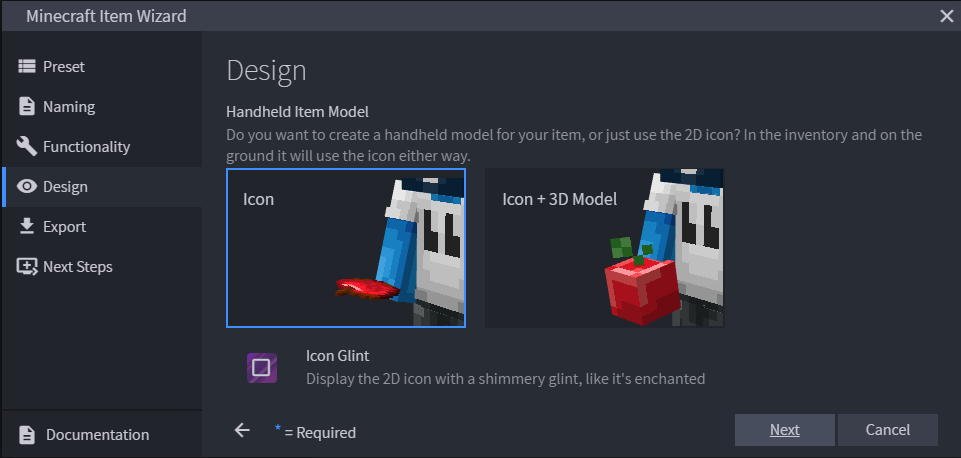 Minecraft Item Wizard
Preset
Naming
Functionality
Design
Export
Next Steps
Documentation
Design
Handheld Item Model
Do you want to create a handheld model for your item, or just use the 2D icon? In the inventory and on the
ground it will use the icon either way.
Icon
Icon + 3D Model
Icon Glint
Display the 2D icon with a shimmery glint, like it's enchanted
* = Required
Next
Cancel